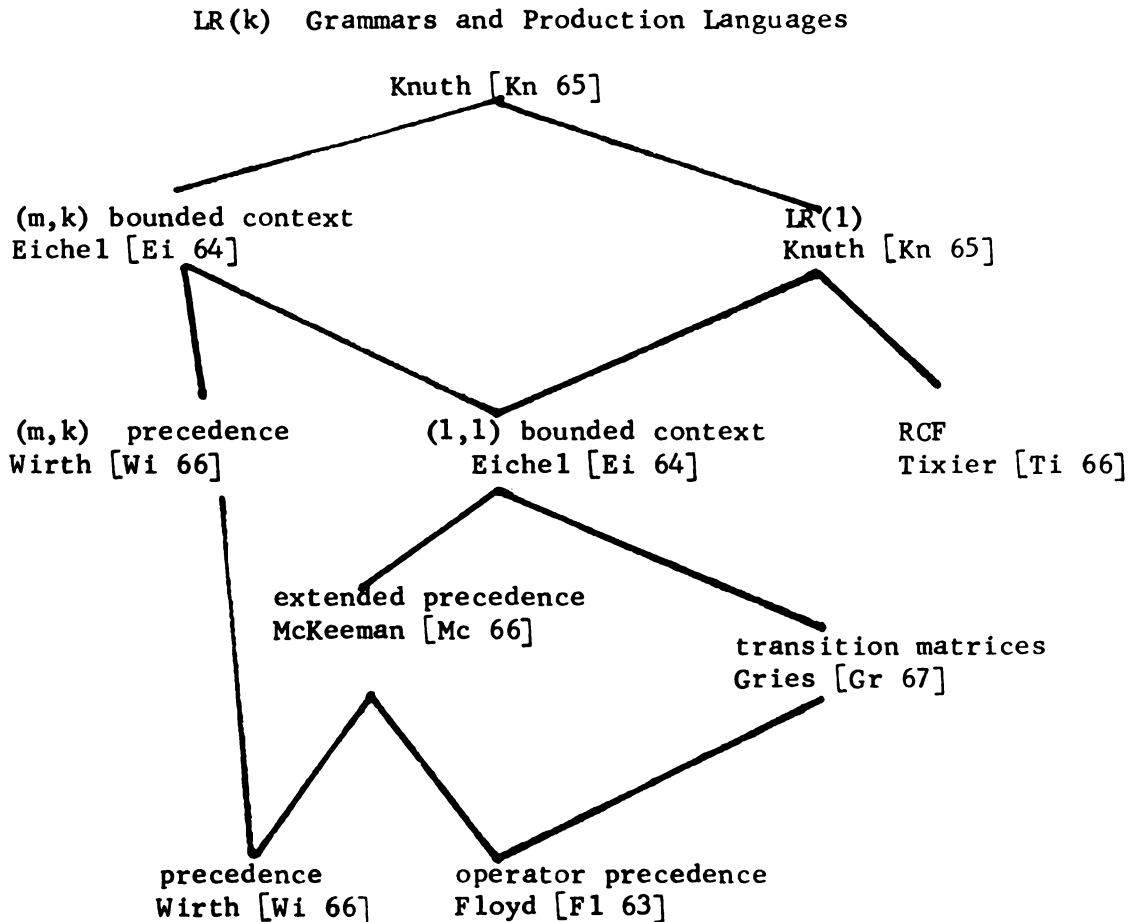 LR(k) Grammars and Production Languages
Knuth [Kn 65]
(m,k) bounded context
Eichel [Ei 64]
LR(1)
Knuth [Kn 65]
(m,k) precedence
Wirth [Wi 66]
(1,1) bounded context
Eichel [Ei 64]
RCF
Tixier [Ti 66]
extended precedence
McKeeman [Mc 66]
transition matrices
Gries [Gr 67]
precedence
Wirth [Wi 66]
operator precedence
Floyd [Fl 63]